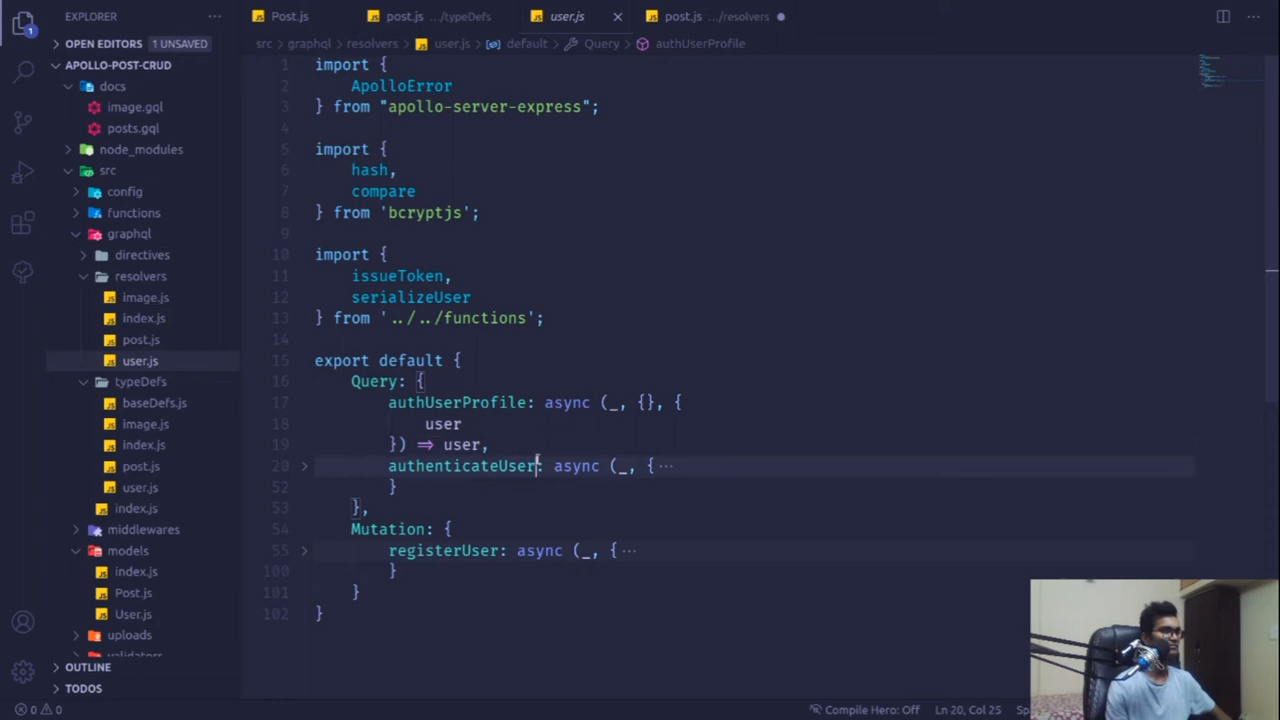 EXPLORER
OPEN EDITORS 1 UNSAVED
APOLLO-POST-CRUD
docs
image.gql
posts.gql
node_modules
src
config
functions
graphql
directives
resolvers
image.js
index.js
post.js
user.js
typeDefs
baseDefs.js
image.js
index.js
post.js
user.js
index.js
middlewares
models
index.js
Post.js
User.js
uploads
validators
OUTLINE
TODOS
Post.js post.js .../typeDefs user.js post.js .../resolvers
src > graphql > resolvers > user.js > default > Query > authUserProfile
1 import {
2 ApolloError
3 } from "apollo-server-express";
4
5 import {
6 hash,
7 compare
8 } from 'bcryptjs';
9
10 import {
11 issueToken,
12 serializeUser
13 } from '../../functions';
14
15 export default {
16 Query: {
17 authUserProfile: async (_, {}, {
18 user
19 }) ⇒ user,
20 authenticateUser: async (_, { ···
52 }
53 },
54 Mutation: {
55 registerUser: async (_, { ···
100 }
101 }
102 }
0 0 Compile Hero: Off Ln 20, Col 25